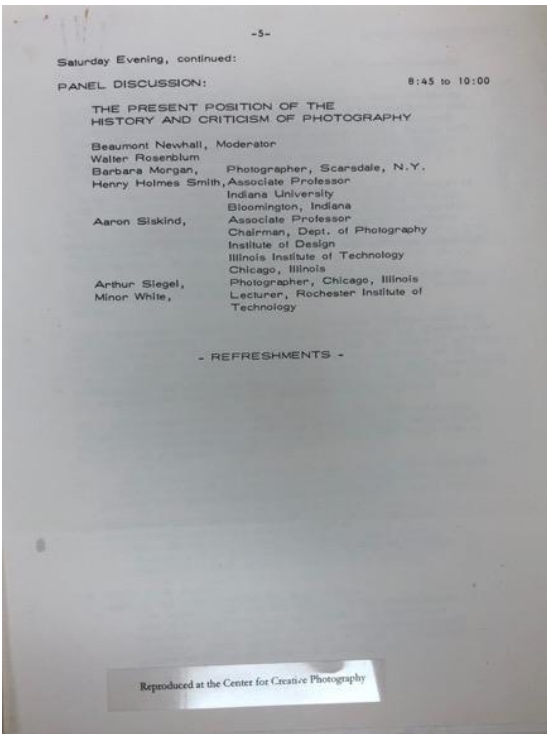 -5-
Saturday Evening, continued:
PANEL DISCUSSION: 8:45 to 10:00
THE PRESENT POSITION OF THE
HISTORY AND CRITICISM OF PHOTOGRAPHY
Beaumont Newhall, Moderator
Walter Rosenblum
Barbara Morgan, Photographer, Scarsdale, N.Y.
Henry Holmes Smith, Associate Professor
Indiana University
Bloomington, Indiana
Aaron Siskind, Associate Professor
Chairman, Dept. of Photography
Institute of Design
Illinois Institute of Technology
Chicago, Illinois
Arthur Siegel, Photographer, Chicago, Illinois
Minor White, Lecturer, Rochester Institute of
Technology
- REFRESHMENTS -
Reproduced at the Center for Creative Photography